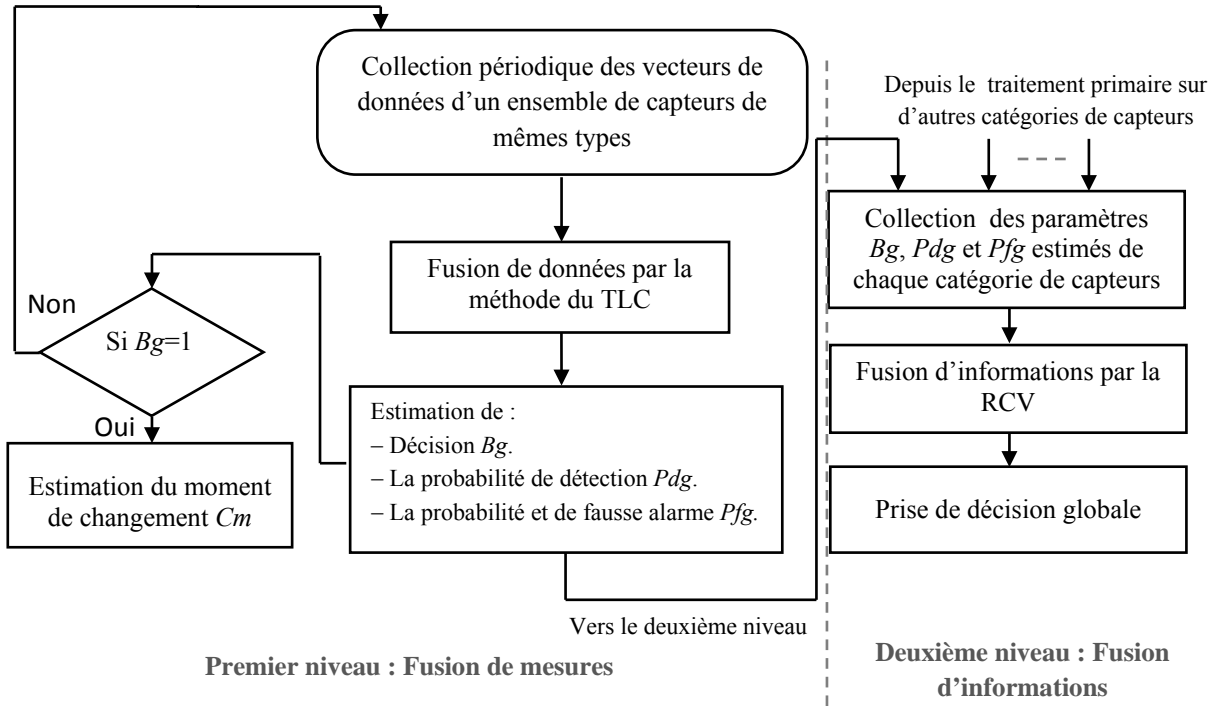 Collection périodique des vecteurs de
données d’un ensemble de capteurs de
mêmes types
Fusion de données par la
méthode du TLC
Non
Si Bg=1
Oui
Estimation du moment
de changement Cm
Estimation de :
– Décision Bg.
– La probabilité de détection Pdg.
– La probabilité et de fausse alarme Pfg.
Vers le deuxième niveau
Premier niveau : Fusion de mesures
Depuis le traitement primaire sur
d’autres catégories de capteurs
Collection des paramètres
Bg, Pdg et Pfg estimés de
chaque catégorie de capteurs
Fusion d’informations par la
RCV
Prise de décision globale
Deuxième niveau : Fusion
d’informations